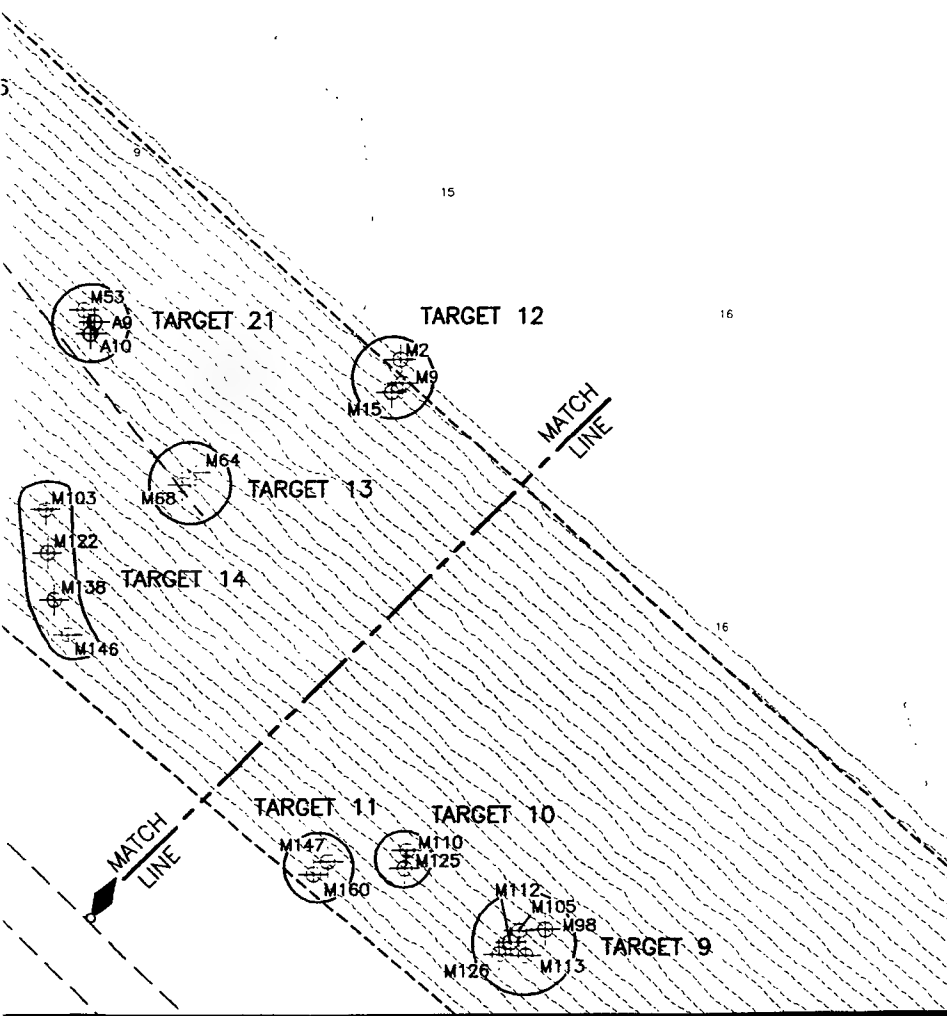 9
15
16
M53
A9
A10
TARGET 21
TARGET 12
M2
M9
M15
MATCH
LINE
M64
M68
TARGET 13
M103
M122
M138
M146
TARGET 14
16
MATCH
LINE
TARGET 11
M147
M160
TARGET 10
M110
M125
M112
M105
M98
M126
M113
TARGET 9